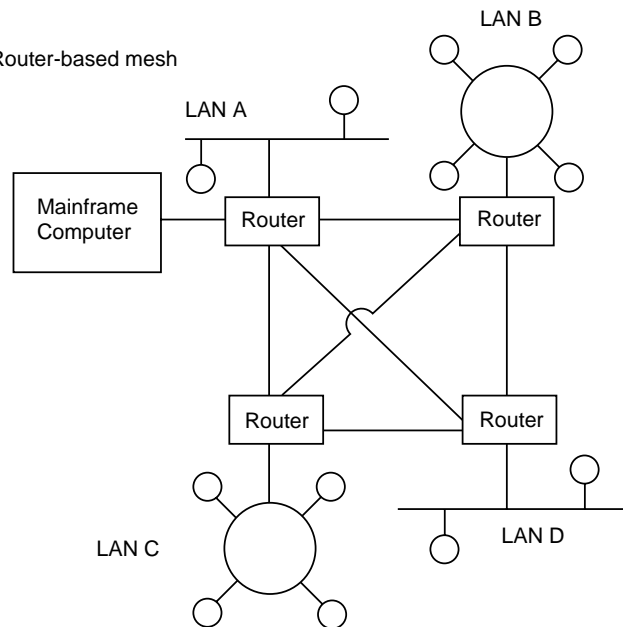 LAN B
Router-based mesh
LAN A
Mainframe
Computer
Router
Router
Router
Router
LAN C
LAN D